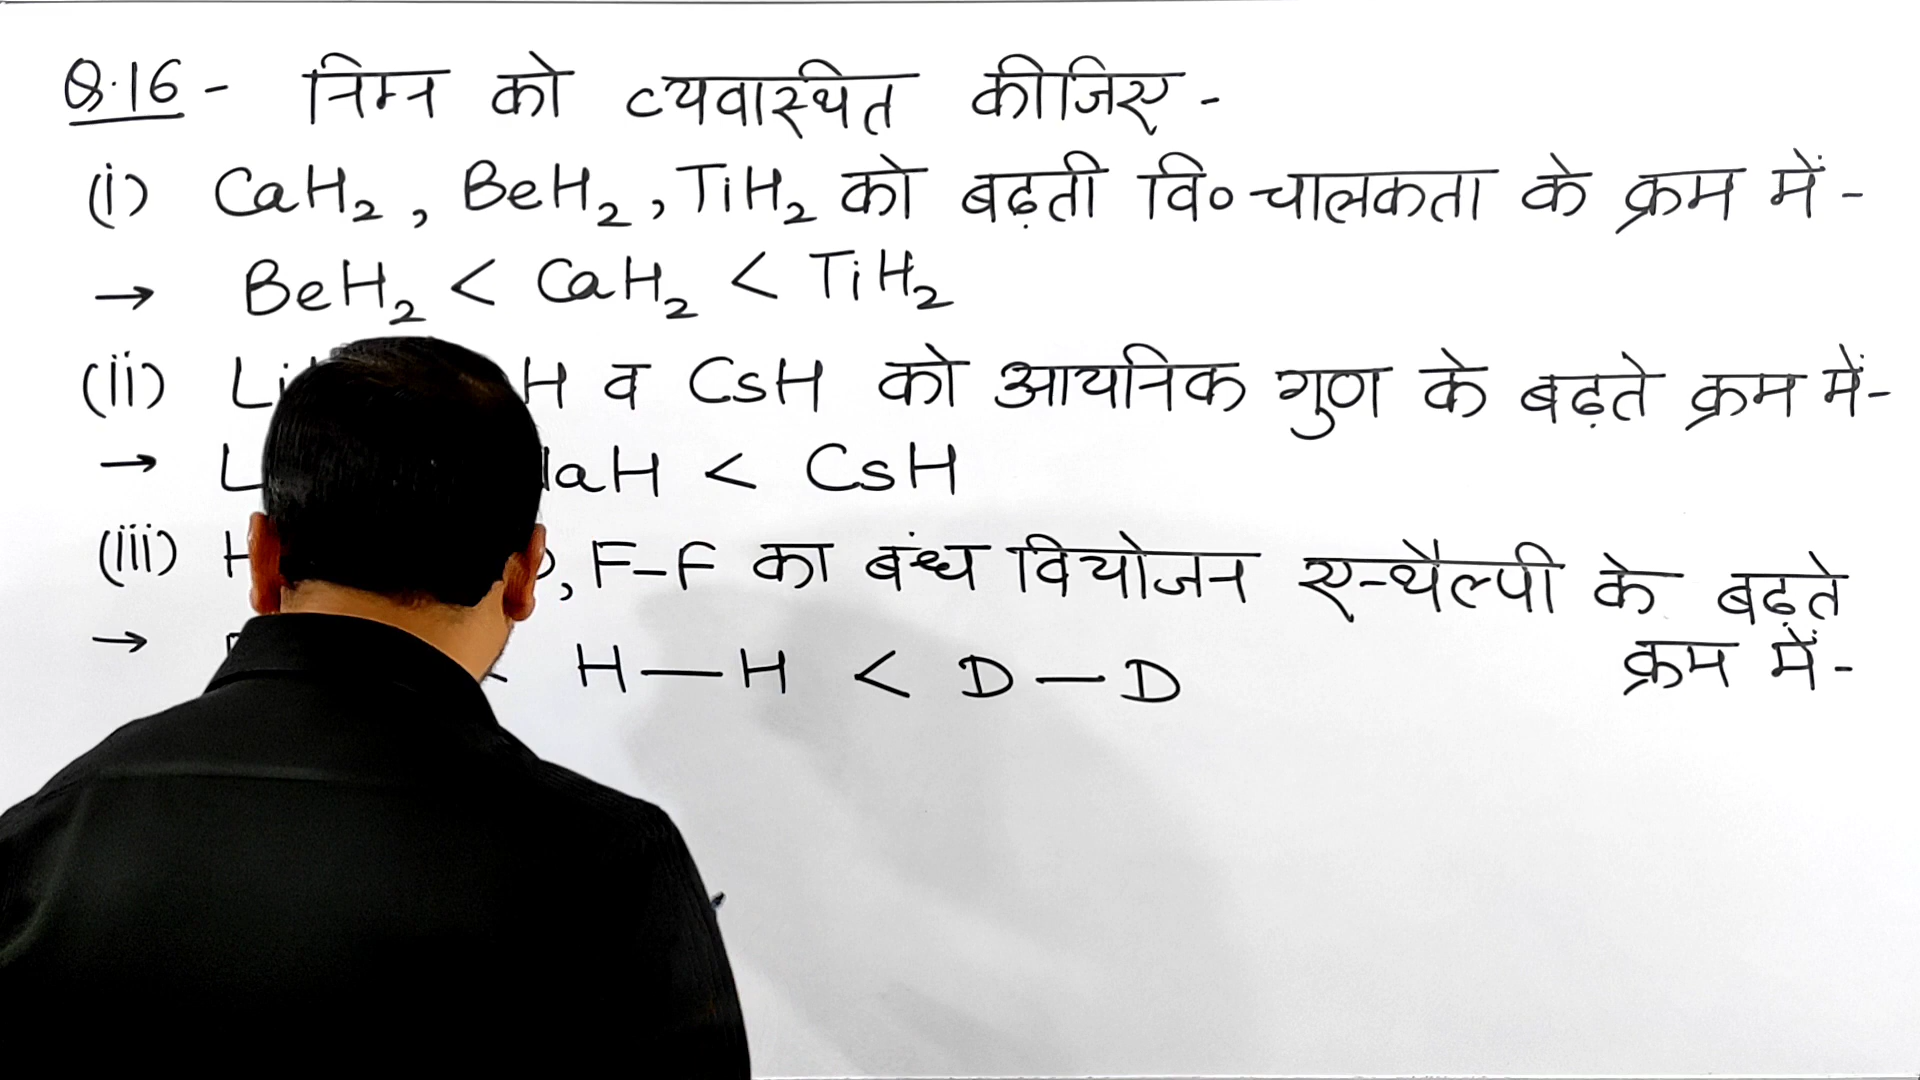 Q.16 - निम्न को व्यवस्थित कीजिए -
(i) CaH₂, BeH₂, TiH₂ को बढ़ती वि० चालकता के क्रम में -
→ BeH₂ < CaH₂ < TiH₂
(ii) H व CsH को आयनिक गुण के बढ़ते क्रम में-
→ aH < CsH
(iii) , F-F का बंध वियोजन एन्थैल्पी के बढ़ते
क्रम में-
→ H—H < D—D